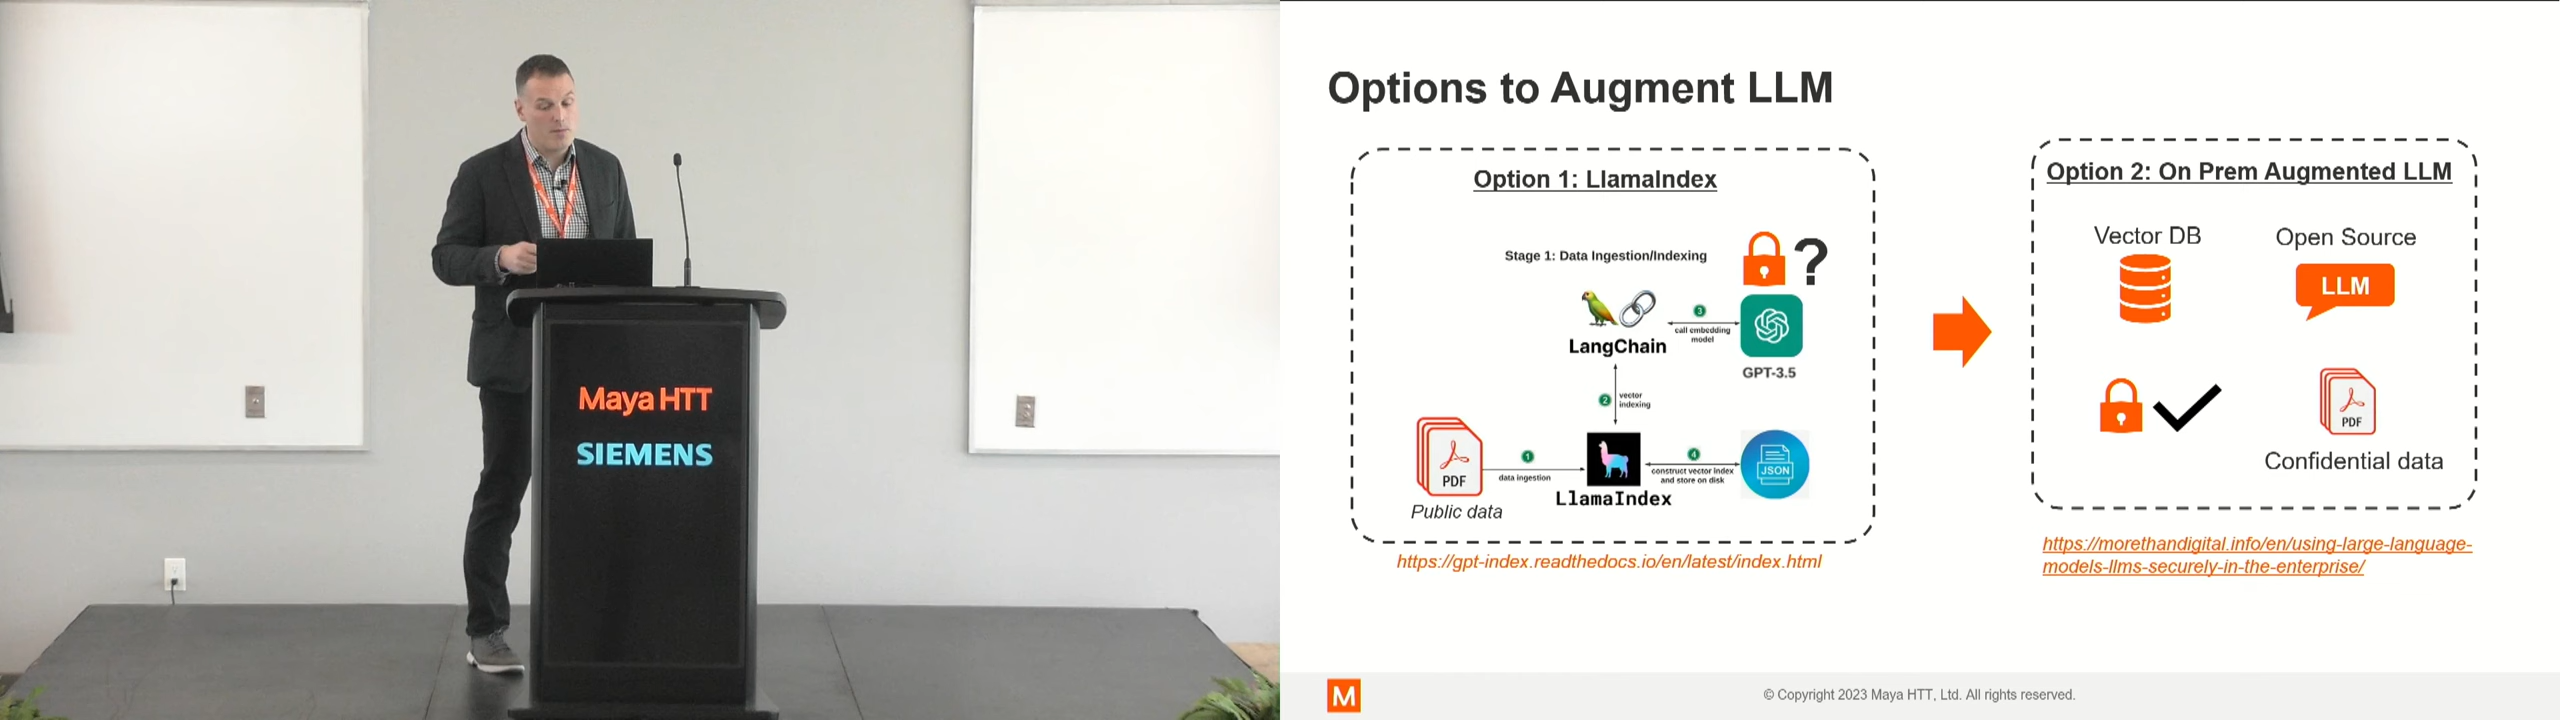 Maya HTT
SIEMENS
Options to Augment LLM
Option 1: LlamaIndex
Stage 1: Data Ingestion/Indexing
?
3
call embedding
model
LangChain
GPT-3.5
2
vector
indexing
PDF
1
data ingestion
4
construct vector index
and store on disk
JSON
LlamaIndex
Public data
https://gpt-index.readthedocs.io/en/latest/index.html
Option 2: On Prem Augmented LLM
Vector DB
Open Source
LLM
PDF
Confidential data
https://morethandigital.info/en/using-large-language-
models-llms-securely-in-the-enterprise/
M
© Copyright 2023 Maya HTT, Ltd. All rights reserved.